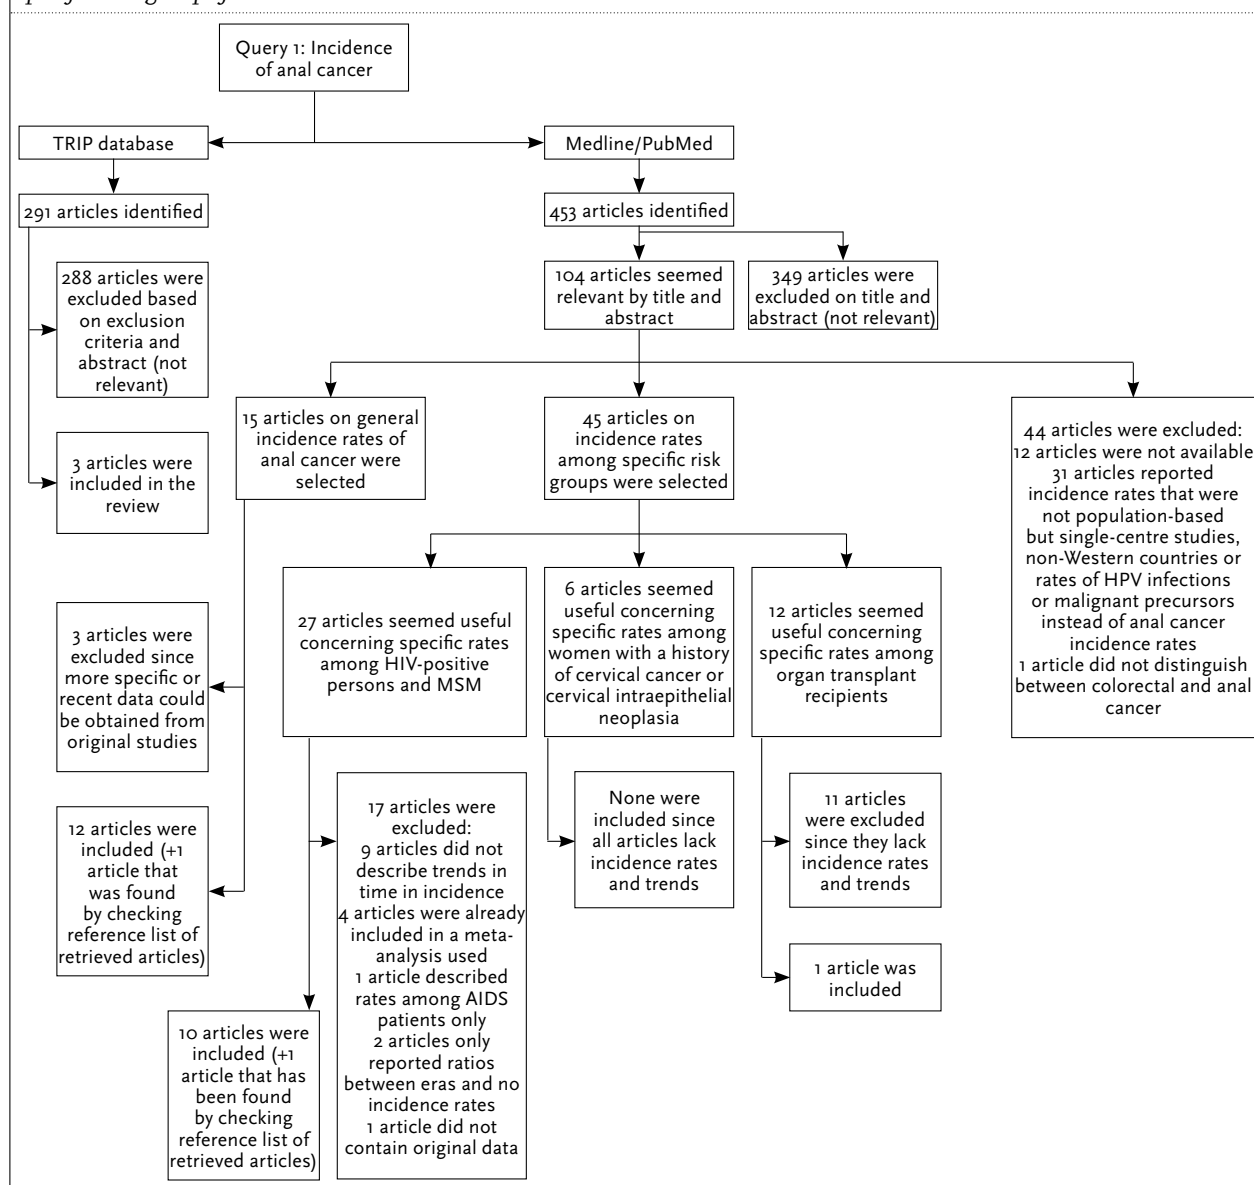 Query 1: Incidence
of anal cancer
TRIP database
Medline/PubMed
291 articles identified
453 articles identified
288 articles were
excluded based
on exclusion
criteria and
abstract (not
relevant)
104 articles seemed
relevant by title and
abstract
349 articles were
excluded on title and
abstract (not relevant)
3 articles were
included in the
review
15 articles on general
incidence rates of
anal cancer were
selected
45 articles on
incidence rates
among specific risk
groups were selected
44 articles were excluded:
12 articles were not available
31 articles reported
incidence rates that were
not population-based
but single-centre studies,
non-Western countries or
rates of HPV infections
or malignant precursors
instead of anal cancer
incidence rates
1 article did not distinguish
between colorectal and anal
cancer
3 articles were
excluded since
more specific or
recent data could
be obtained from
original studies
27 articles seemed useful
concerning specific rates
among HIV-positive
persons and MSM
6 articles seemed
useful concerning
specific rates among
women with a history
of cervical cancer or
cervical intraepithelial
neoplasia
12 articles seemed
useful concerning
specific rates among
organ transplant
recipients
12 articles were
included (+1
article that
was found
by checking
reference list of
retrieved articles)
17 articles were
excluded:
9 articles did not
describe trends in
time in incidence
4 articles were already
included in a meta-
analysis used
1 article described
rates among AIDS
patients only
2 articles only
reported ratios
between eras and no
incidence rates
1 article did not
contain original data
None were
included since
all articles lack
incidence rates
and trends
11 articles
were excluded
since they lack
incidence rates
and trends
1 article was
included
10 articles were
included (+1
article that has
been found
by checking
reference list of
retrieved articles)